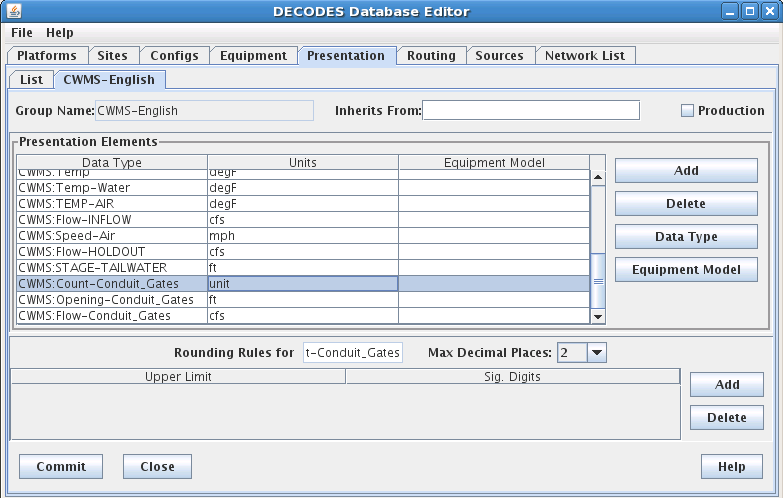 DECODES Database Editor
File Help
Platforms Sites Configs Equipment Presentation Routing Sources Network List
List CWMS-English
Group Name: CWMS-English Inherits From: Production
Presentation Elements
Data Type Units Equipment Model
CWMS:Temp degF
CWMS:Temp-Water degF
CWMS:TEMP-AIR degF
CWMS:Flow-INFLOW cfs
CWMS:Speed-Air mph
CWMS:Flow-HOLDOUT cfs
CWMS:STAGE-TAILWATER ft
CWMS:Count-Conduit_Gates unit
CWMS:Opening-Conduit_Gates ft
CWMS:Flow-Conduit_Gates cfs
Add
Delete
Data Type
Equipment Model
Rounding Rules for t-Conduit_Gates Max Decimal Places: 2
Upper Limit Sig. Digits
Add
Delete
Commit Close Help